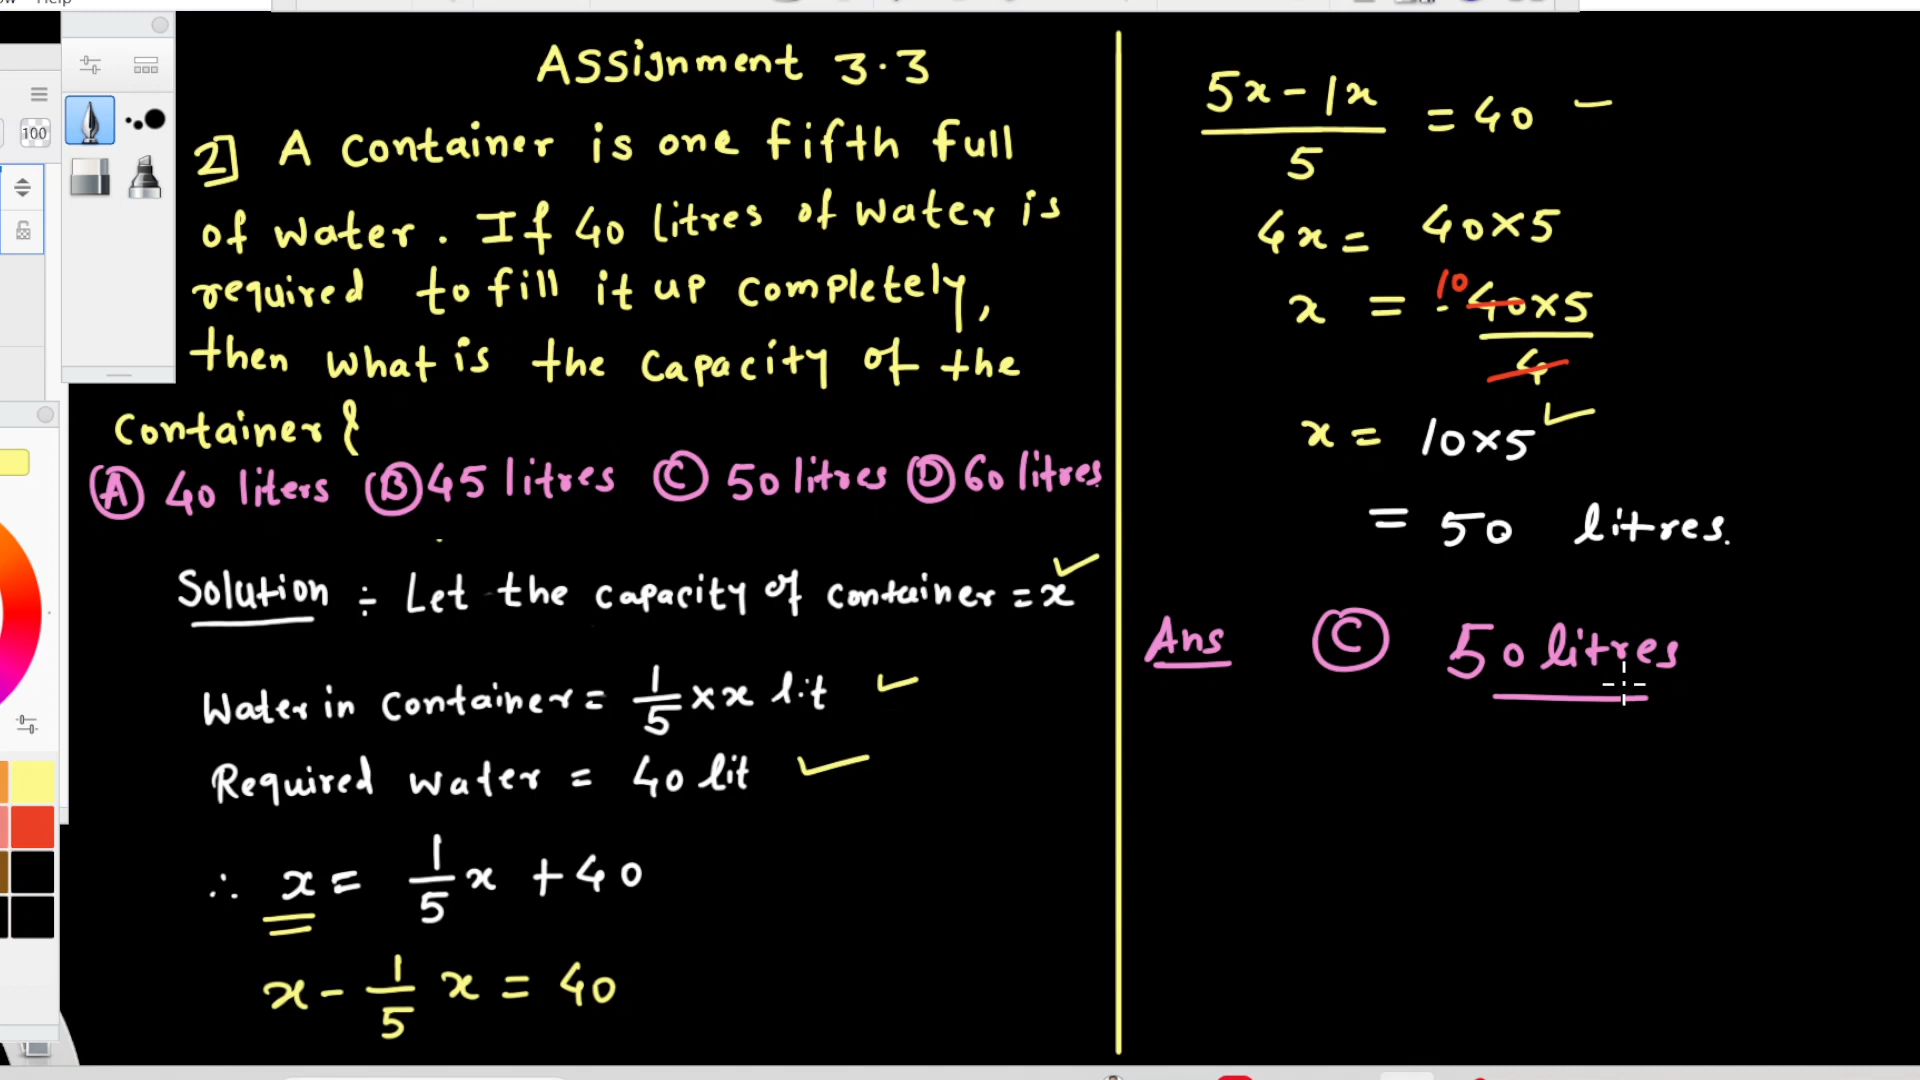 Help
100
Assignment 3.3
2] A Container is one fifth full
of water. If 40 litres of water is
required to fill it up completely,
then what is the capacity of the
Container {
(A) 40 liters (B) 45 litres (C) 50 litres (D) 60 litres
Solution ÷ Let the capacity of container = x
Water in container = 1/5 × x lit
Required water = 40 lit
∴ x = 1/5 x + 40
x - 1/5 x = 40
5x - 1x / 5 = 40 -
4x = 40×5
x = 10 40×5 / 4
x = 10×5
= 50 litres.
Ans (C) 50 litres